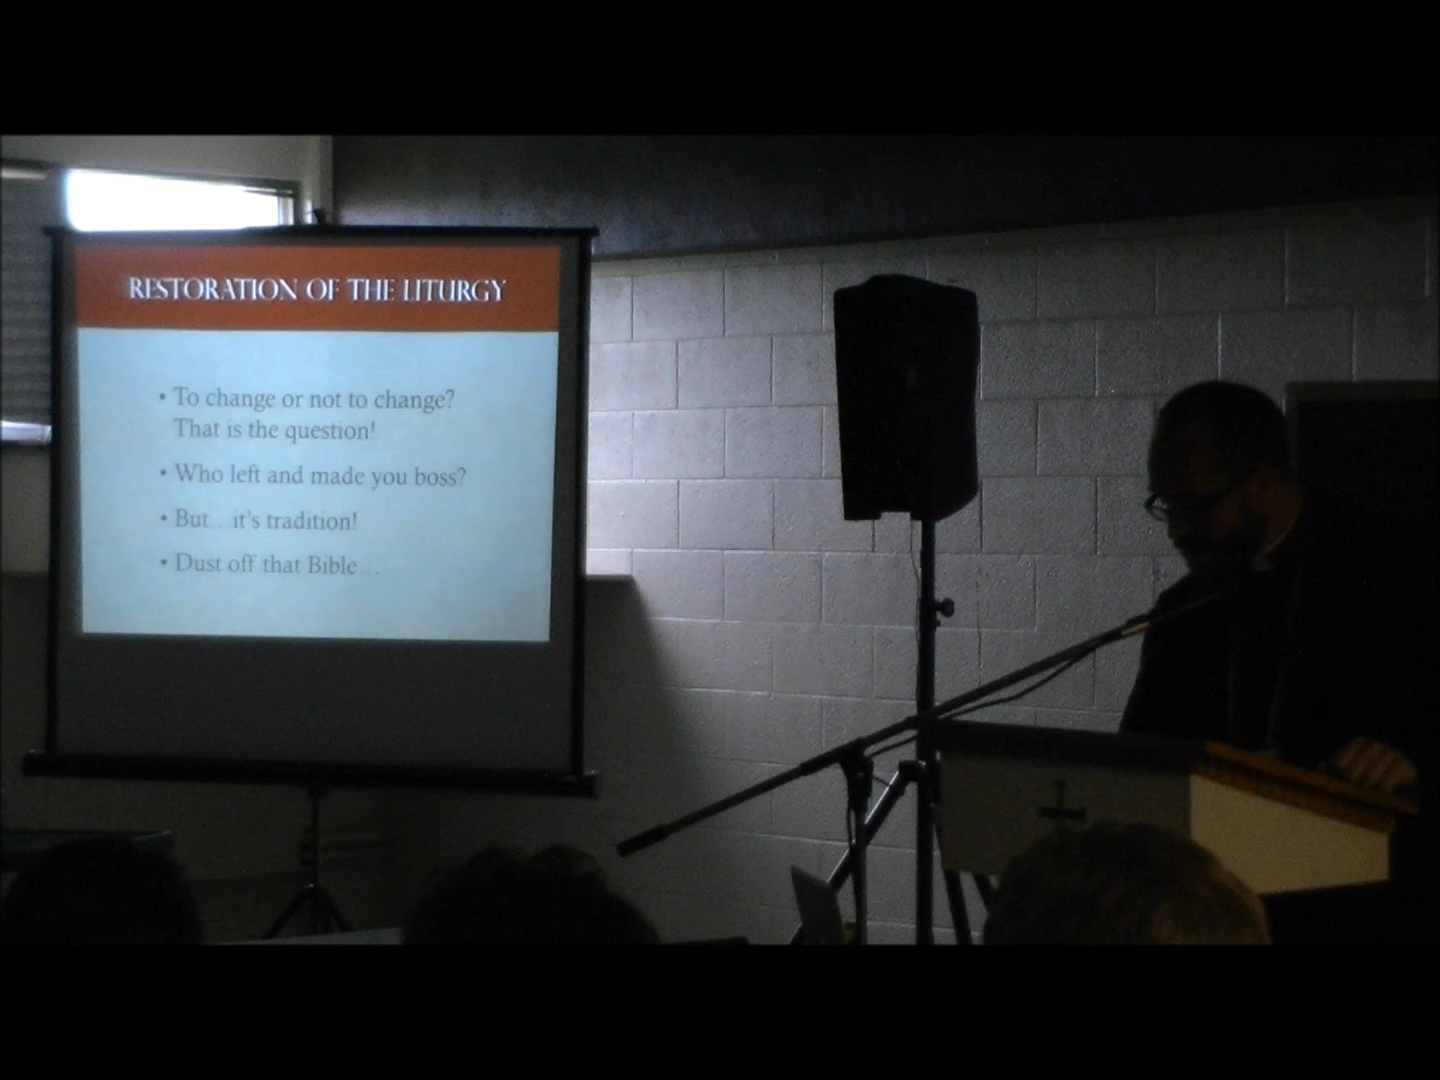 RESTORATION OF THE LITURGY
• To change or not to change?
That is the question!
• Who left and made you boss?
• But…it's tradition!
• Dust off that Bible…